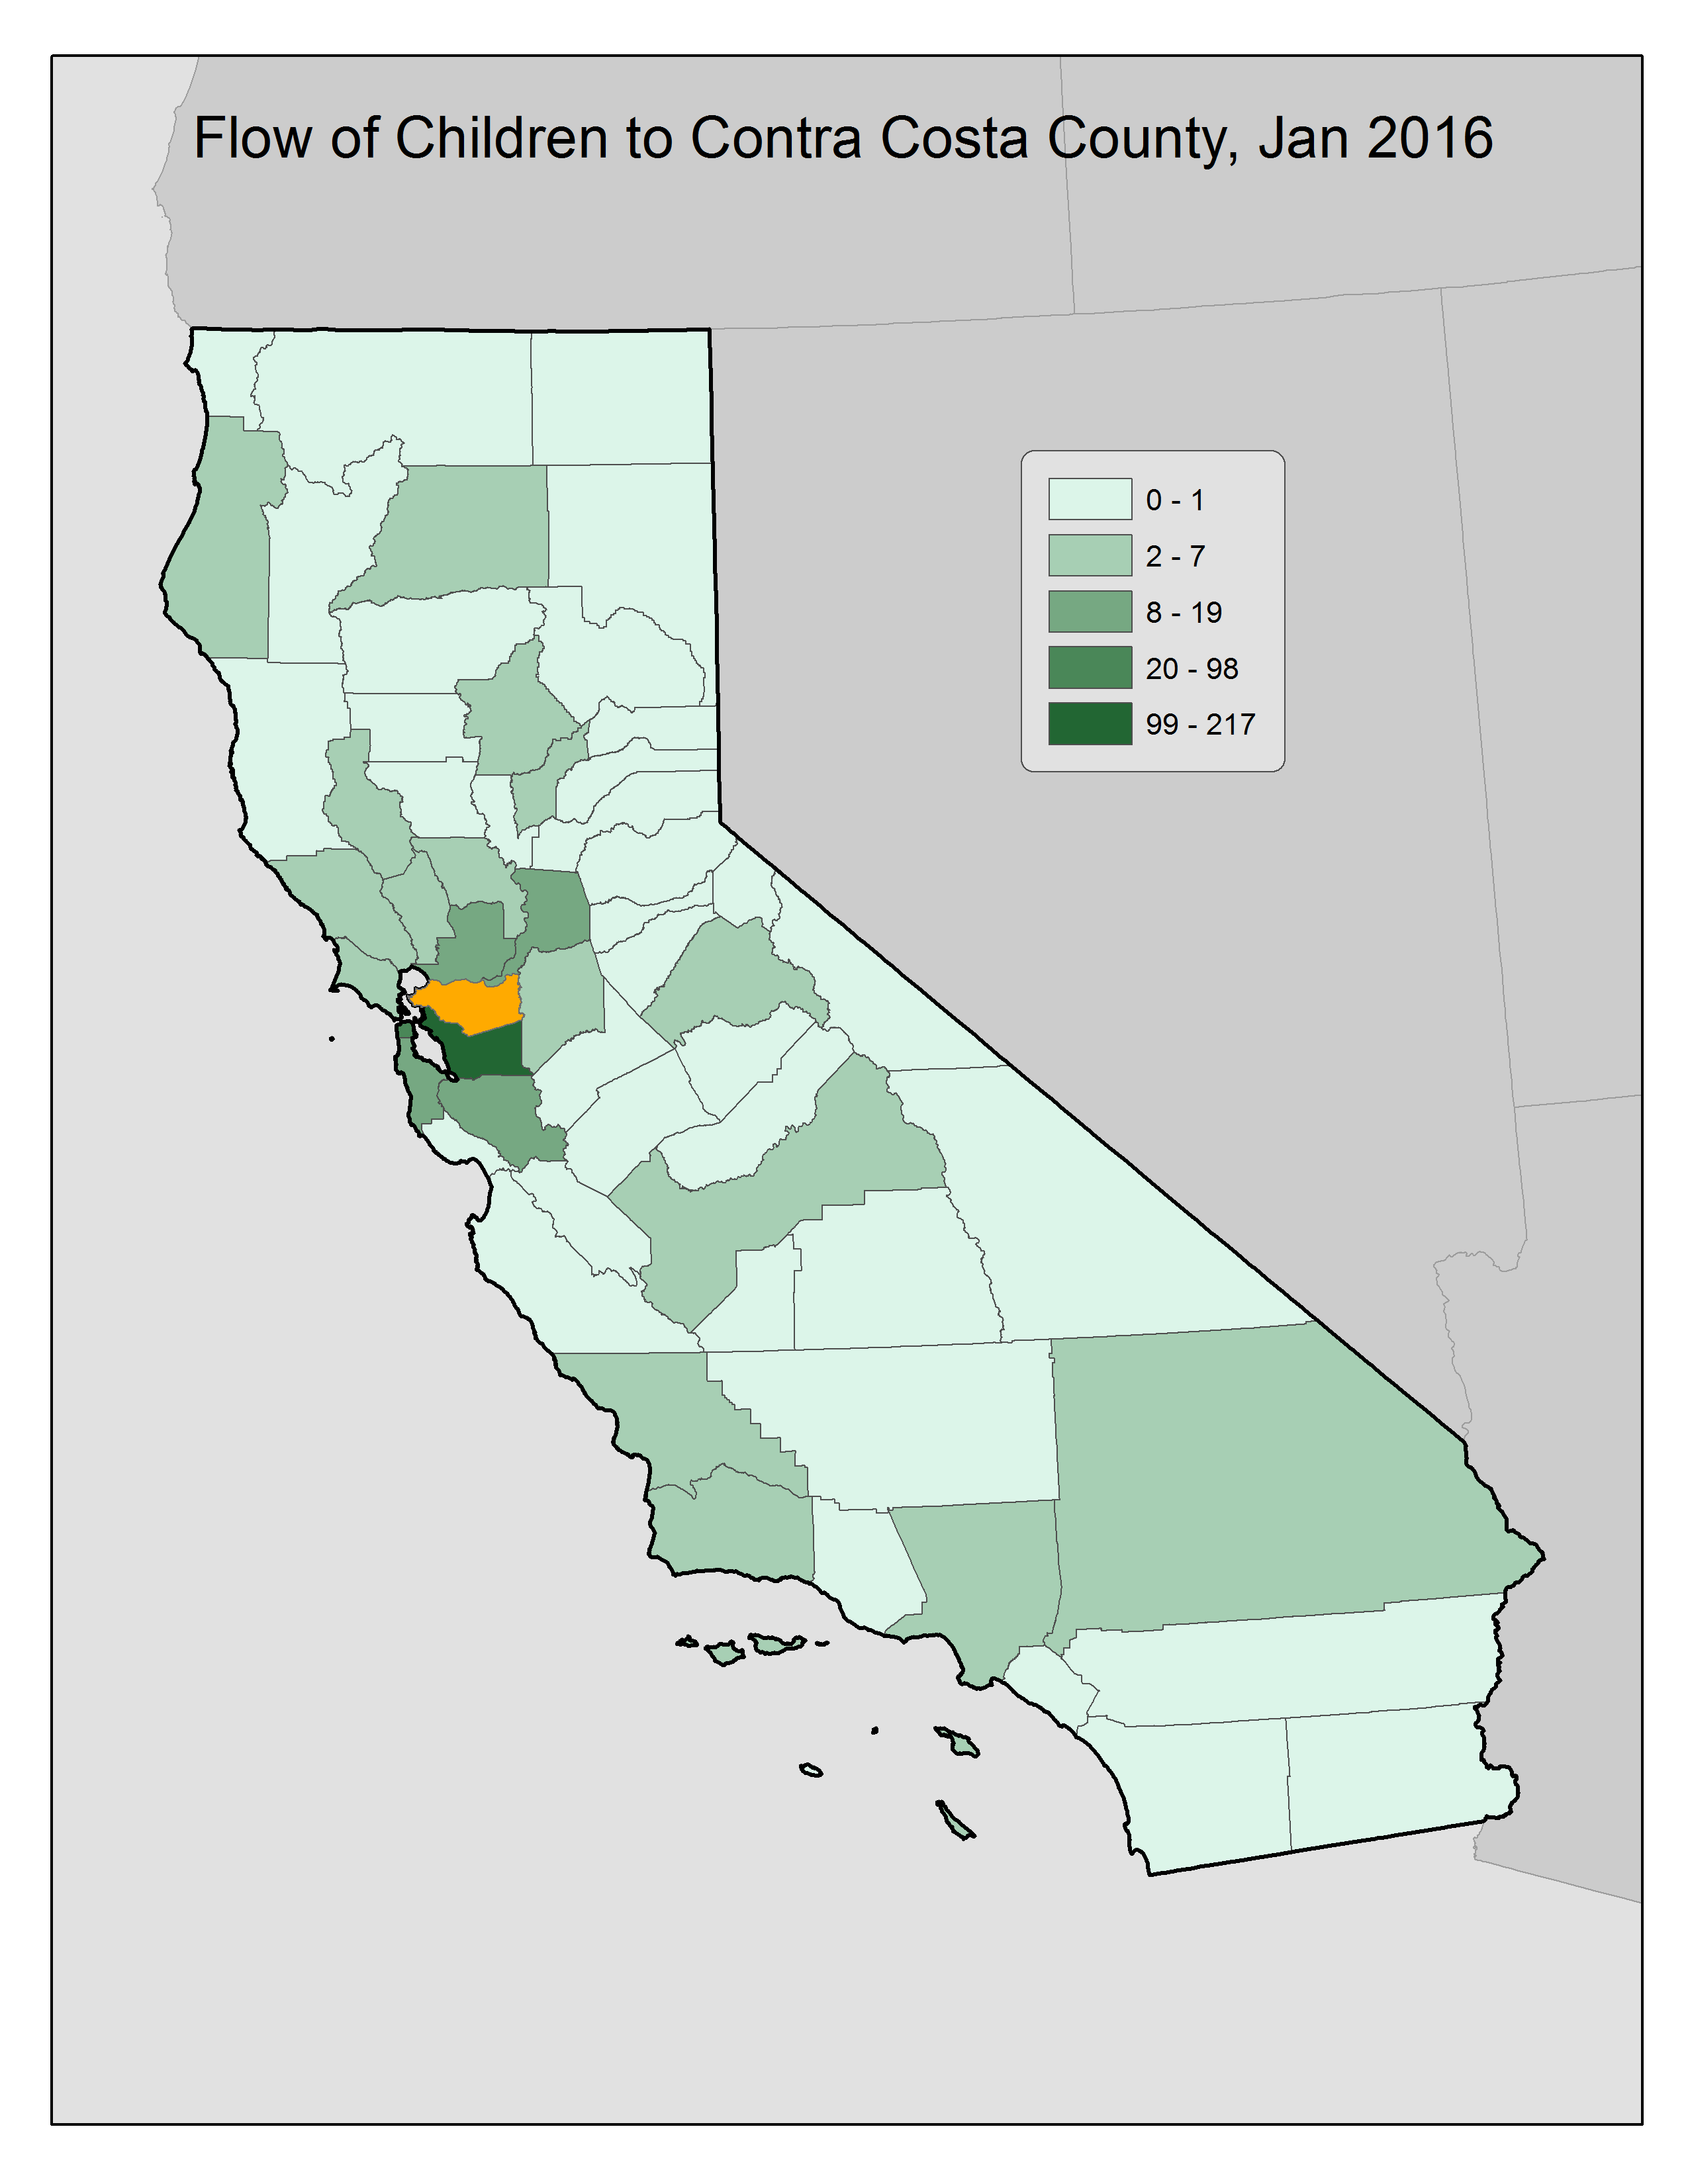 Flow of Children to Contra Costa County, Jan 2016
0 - 1
2 - 7
8 - 19
20 - 98
99 - 217